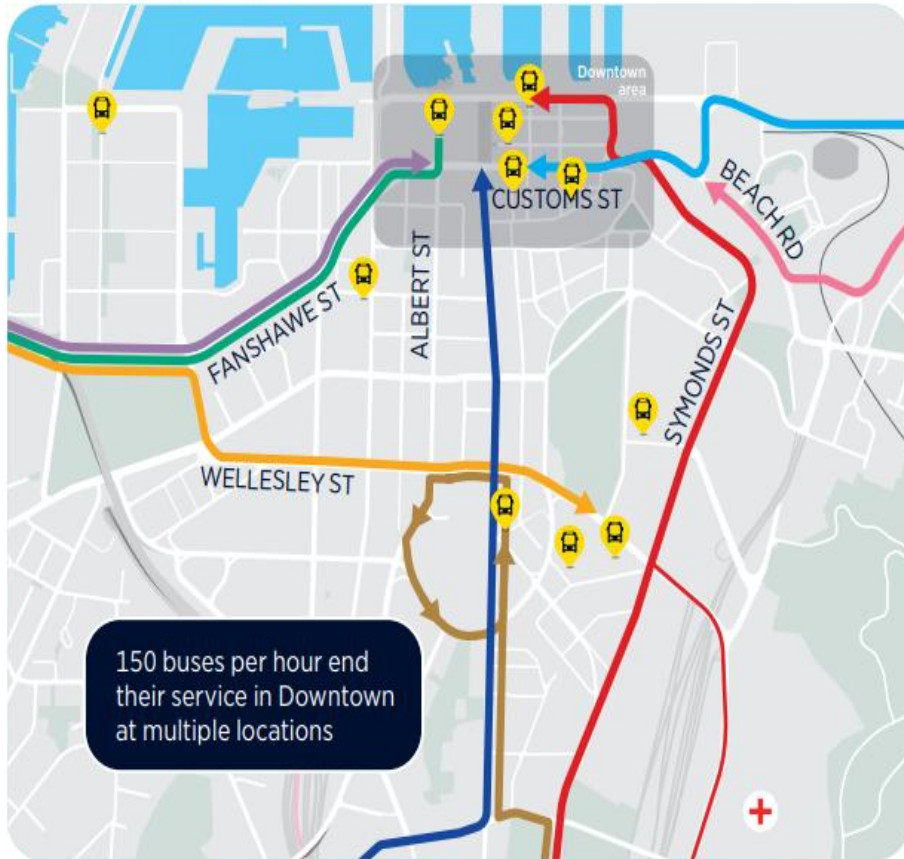 Downtown
area
CUSTOMS ST
BEACH RD
ALBERT ST
FANSHAWE ST
SYMONDS ST
WELLESLEY ST
150 buses per hour end
their service in Downtown
at multiple locations